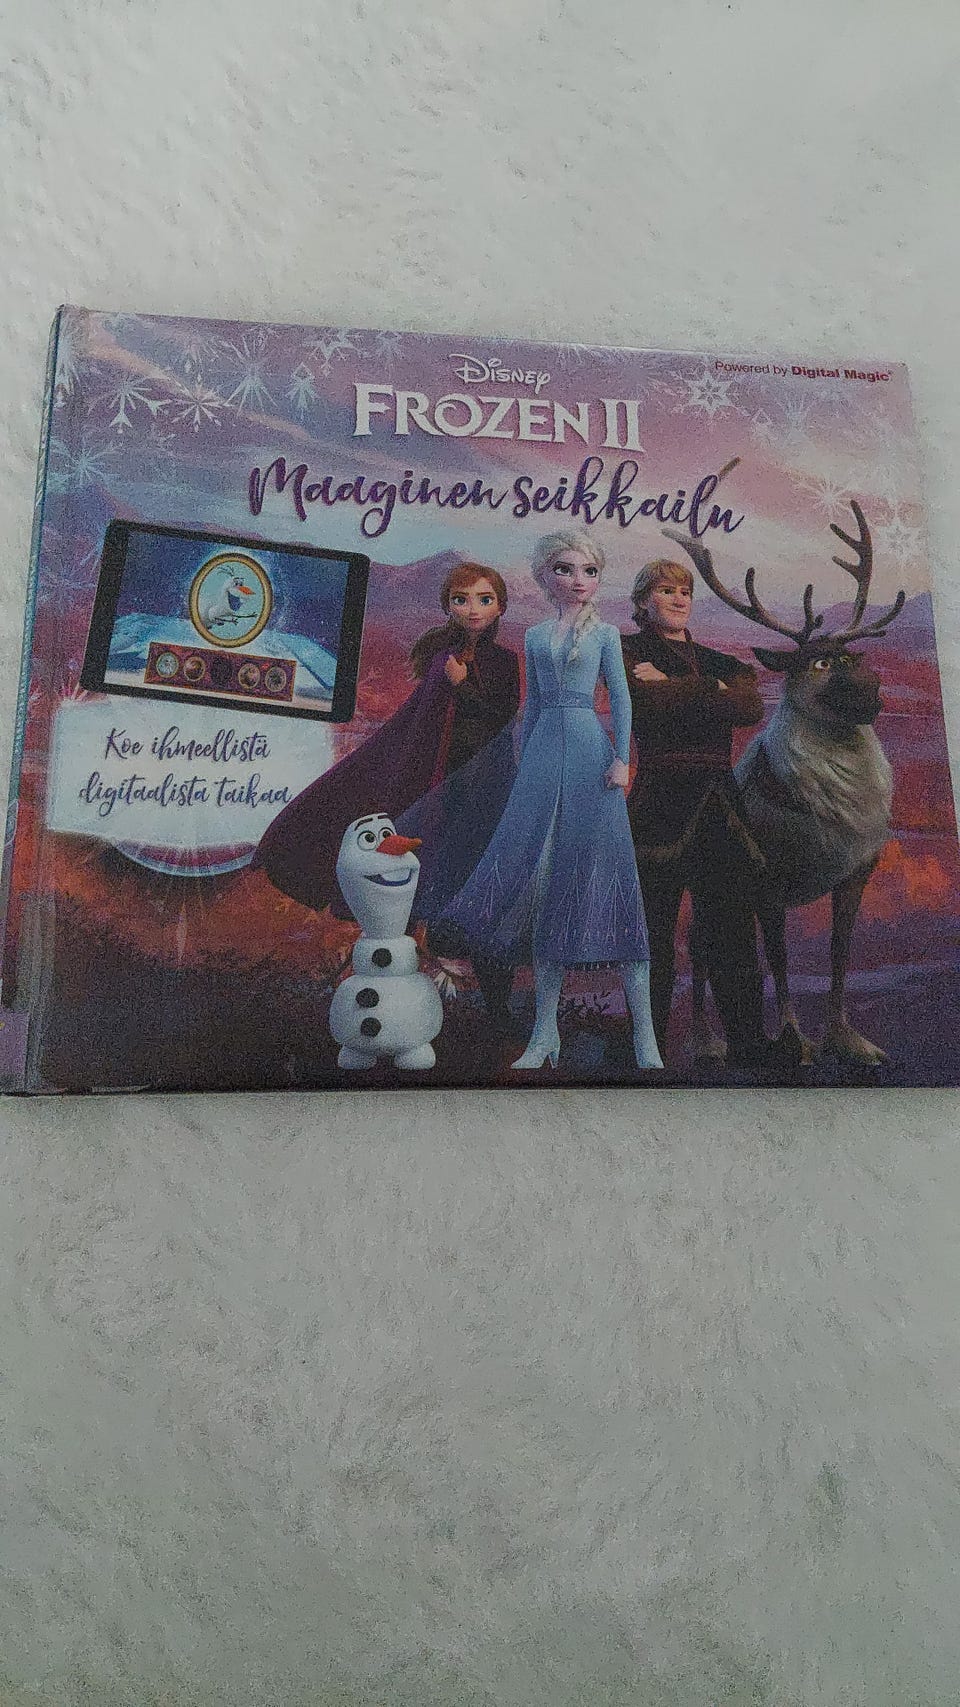 Disney
FROZEN II
Powered by Digital Magic®
Maaginen seikkailu
Koe ihmeellistä
digitaalista taikaa